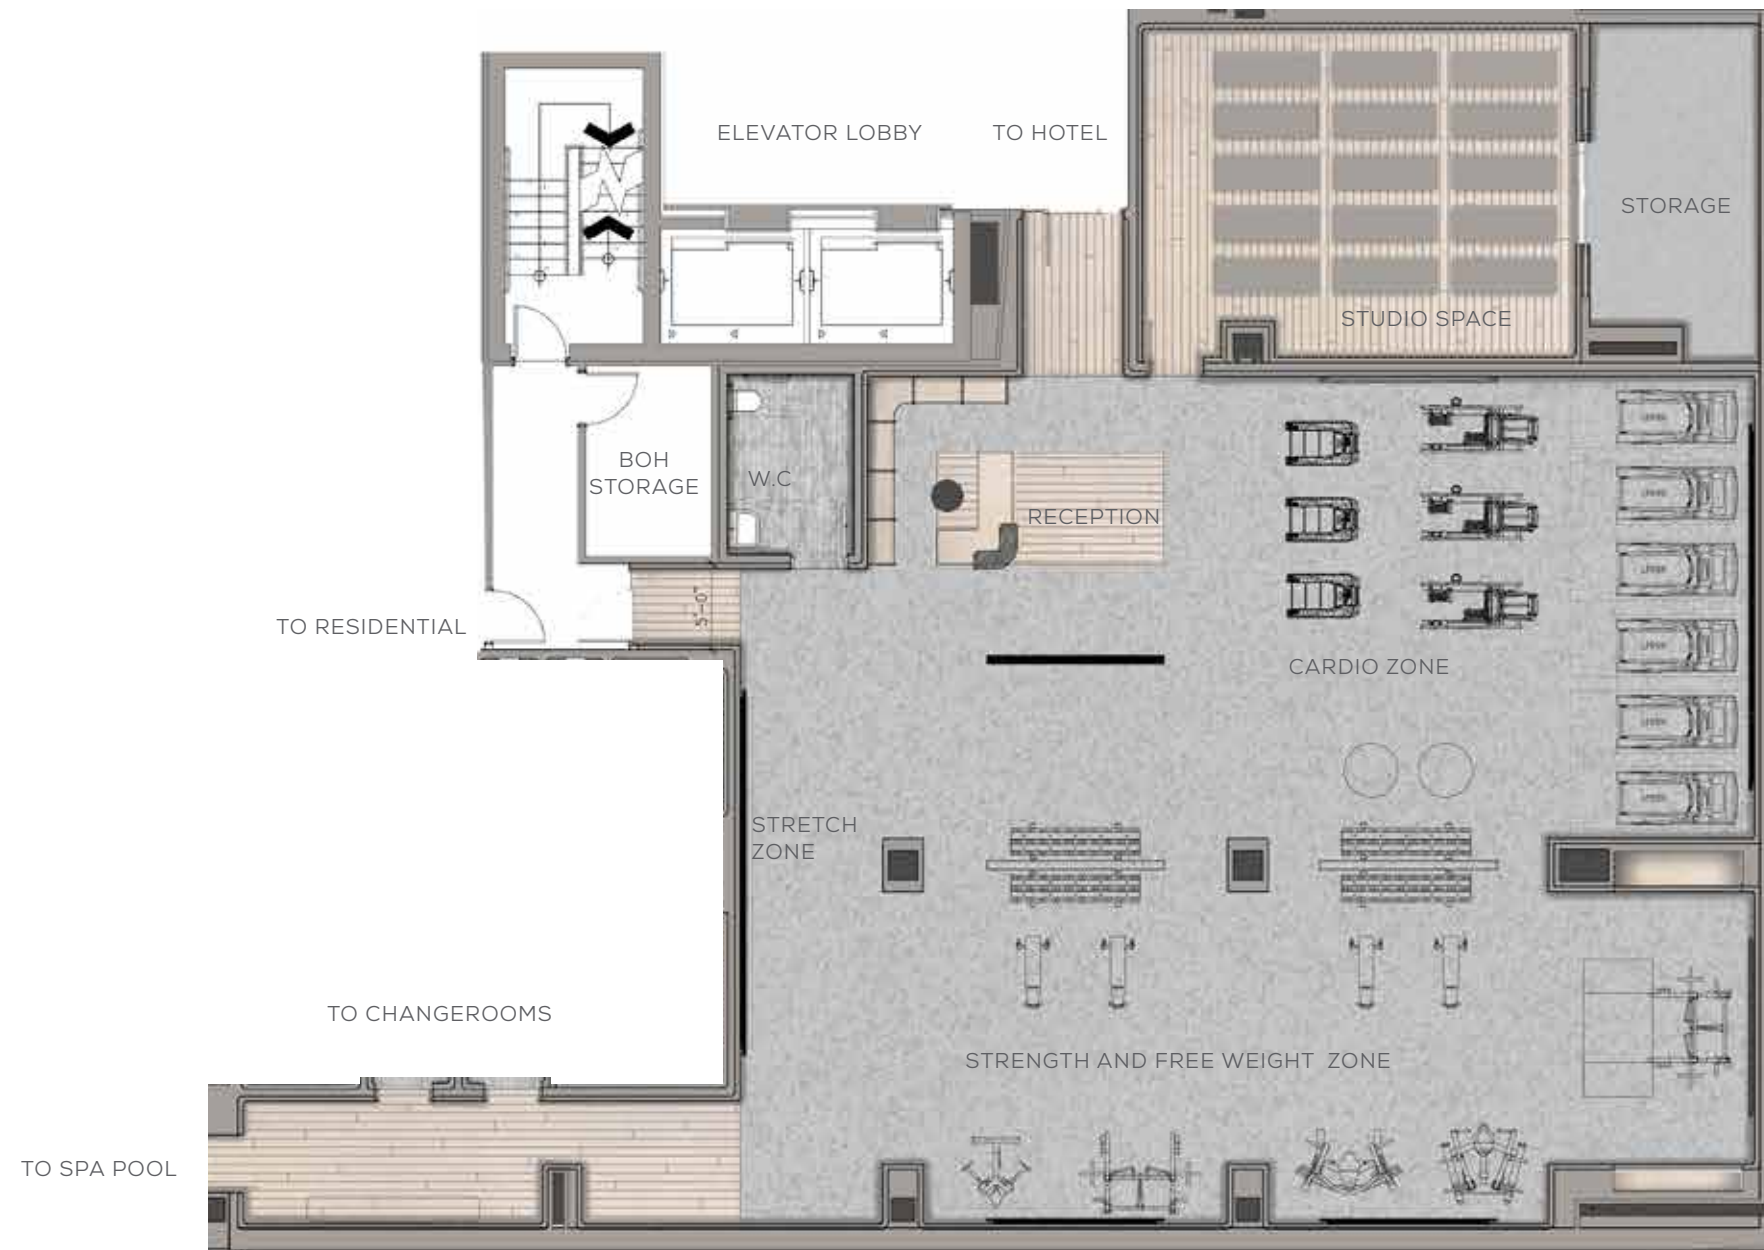 ELEVATOR LOBBY
TO HOTEL
STORAGE
STUDIO SPACE
BOH
STORAGE
W.C
RECEPTION
5'-0"
TO RESIDENTIAL
CARDIO ZONE
STRETCH
ZONE
TO CHANGEROOMS
STRENGTH AND FREE WEIGHT ZONE
TO SPA POOL